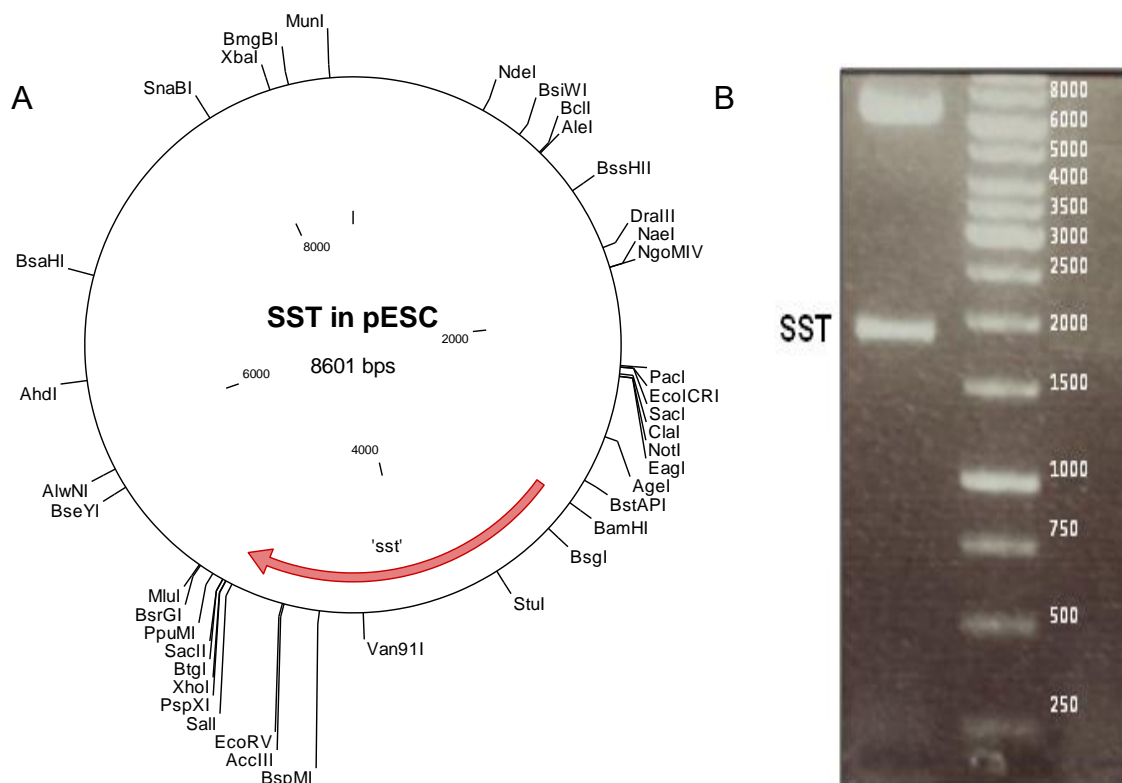 A
MunI
BmgBI
XbaI
SnaBI
NdeI
BsiWI
BclI
AleI
BssHII
DraIII
NaeI
NgoMIV
BsaHI
AhdI
AlwNI
BseYI
PacI
EcoICRI
SacI
ClaI
NotI
EagI
AgeI
BstAPI
BamHI
BsgI
StuI
Van91I
MluI
BsrGI
PpuMI
SacII
BtgI
XhoI
PspXI
SalI
EcoRV
AccIII
BspMI
8000
2000
6000
4000
SST in pESC
8601 bps
'sst'
B
SST
8000
6000
5000
4000
3500
3000
2500
2000
1500
1000
750
500
250